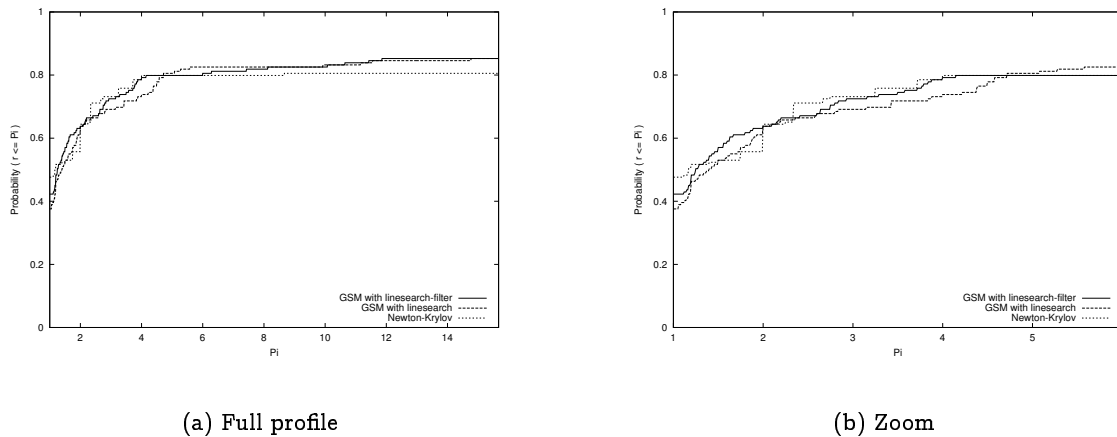 1
0.8
0.6
0.4
0.2
0
Probability ( r <= Pi )
GSM with linesearch-filter
GSM with linesearch
Newton-Krylov
2 4 6 8 10 12 14
Pi
(a) Full profile
1
0.8
0.6
0.4
0.2
0
Probability ( r <= Pi )
GSM with linesearch-filter
GSM with linesearch
Newton-Krylov
1 2 3 4 5
Pi
(b) Zoom